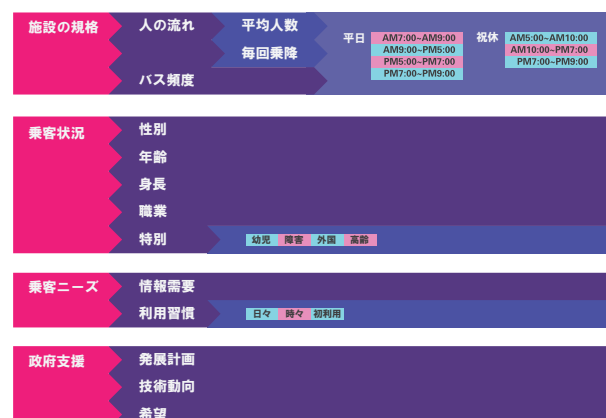 施設の規格 人の流れ 平均人数
毎回乗降
バス頻度
平日 AM7:00~AM9:00
AM9:00~PM5:00
PM5:00~PM7:00
PM7:00~PM9:00
祝休 AM5:00~AM10:00
AM10:00~PM7:00
PM7:00~PM9:00
乗客状況 性別
年齢
身長
職業
特別 幼児 障害 外国 高齢
乗客ニーズ 情報需要
利用習慣 日々 時々 初利用
政府支援 発展計画
技術動向
希望